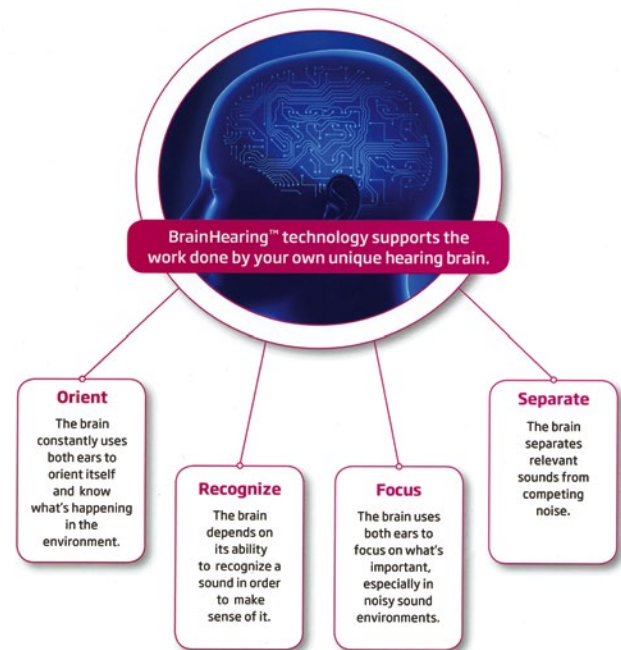 BrainHearing™ technology supports the
work done by your own unique hearing brain.
Orient
The brain
constantly uses
both ears to
orient itself
and know
what's happening
in the
environment.
Recognize
The brain
depends on
its ability
to recognize a
sound in order
to make
sense of it.
Focus
The brain uses
both ears to
focus on what's
important,
especially in
noisy sound
environments.
Separate
The brain
separates
relevant
sounds from
competing
noise.